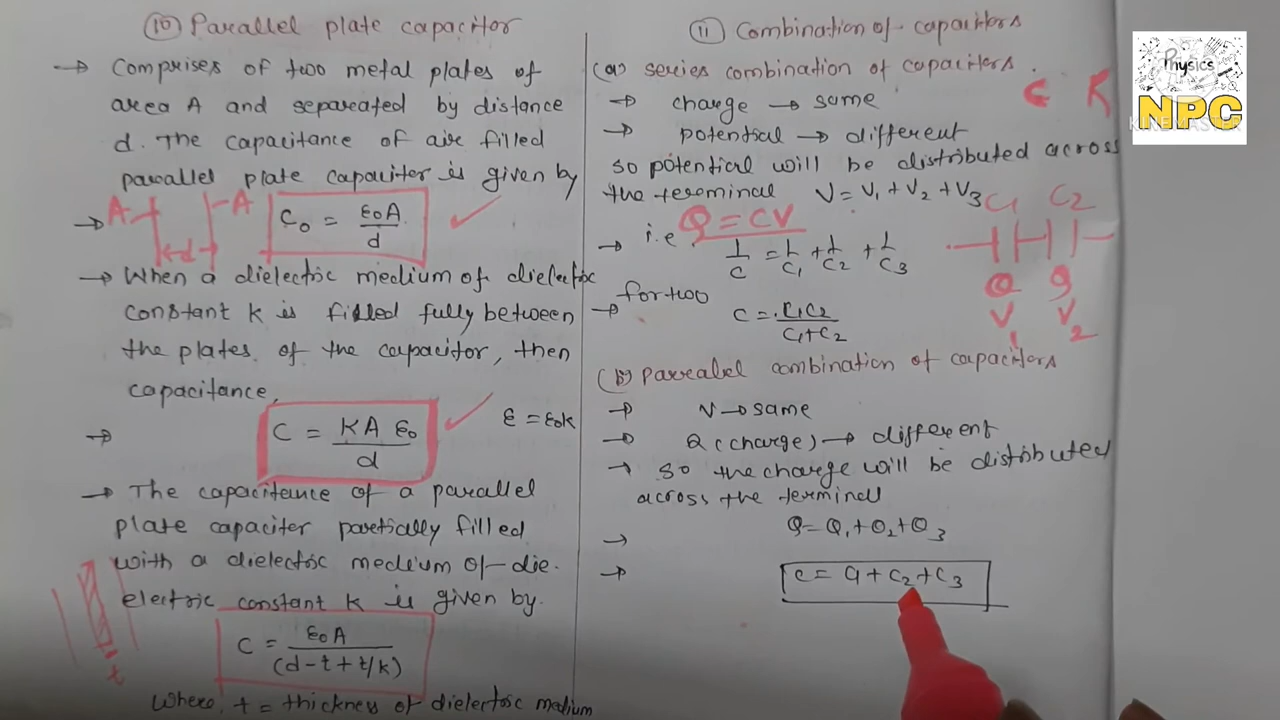 (10) Parallel plate capacitor
→ Comprises of two metal plates of
area A and separated by distance
d. The capacitance of air filled
parallel plate capaciter is given by
→ A d A C₀ = ε₀A/d
→ When a dielectric medium of dielectric
constant K is filled fully between
the plates of the capacitor, then
capacitance,
→ C = KA ε₀/d ε = ε₀K
→ The capacitance of a parallel
plate capaciter partially filled
with a dielectric medium of die-
electric constant K is given by.
t C = ε₀A/(d-t+t/k)
Where, t = thickness of dielectric medium
(11) Combination of capacitors
(a) series combination of capacitors
→ charge → same
→ potential → different
so potential will be distributed across
the terminal V = V₁ + V₂ + V₃
→ i.e Q = CV
1/C = 1/C₁ + 1/C₂ + 1/C₃
→ for two
C = C₁C₂/C₁+C₂
C K
C₁ C₂
Q Q
V₁ V₂
(b) Parralel combination of capacitors
→ V → same
→ Q (charge) → different
→ so the charge will be distributed
across the terminal
→ Q = Q₁ + Q₂ + Q₃
→ C = C₁ + C₂ + C₃
Physics
NPC
KINEMASTER